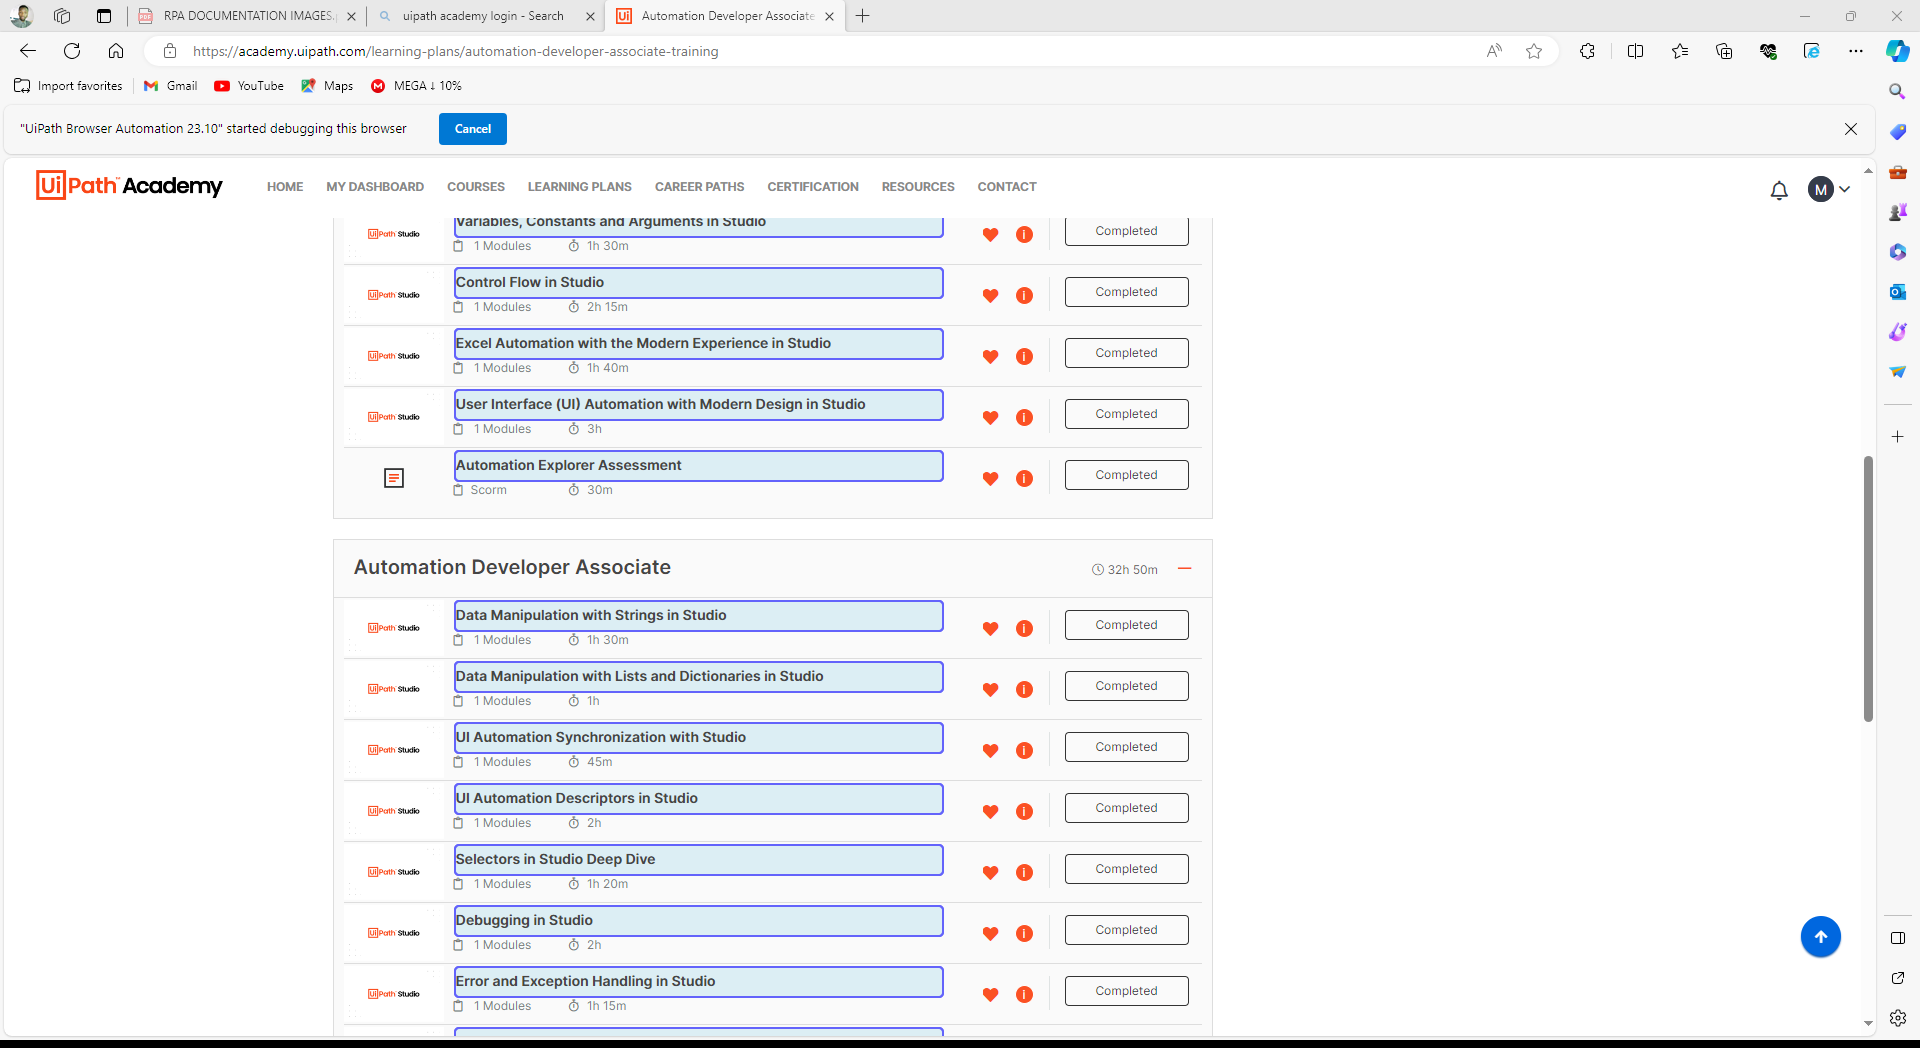 RPA DOCUMENTATION IMAGES.
uipath academy login - Search
Automation Developer Associate
https://academy.uipath.com/learning-plans/automation-developer-associate-training
Import favorites
Gmail
YouTube
Maps
MEGA ↓ 10%
"UiPath Browser Automation 23.10" started debugging this browser
Cancel
UiPath Academy
HOME
MY DASHBOARD
COURSES
LEARNING PLANS
CAREER PATHS
CERTIFICATION
RESOURCES
CONTACT
M
Variables, Constants and Arguments in Studio
UiPath Studio
1 Modules
1h 30m
Completed
Control Flow in Studio
UiPath Studio
1 Modules
2h 15m
Completed
Excel Automation with the Modern Experience in Studio
UiPath Studio
1 Modules
1h 40m
Completed
User Interface (UI) Automation with Modern Design in Studio
UiPath Studio
1 Modules
3h
Completed
Automation Explorer Assessment
Scorm
30m
Completed
Automation Developer Associate
32h 50m
Data Manipulation with Strings in Studio
UiPath Studio
1 Modules
1h 30m
Completed
Data Manipulation with Lists and Dictionaries in Studio
UiPath Studio
1 Modules
1h
Completed
UI Automation Synchronization with Studio
UiPath Studio
1 Modules
45m
Completed
UI Automation Descriptors in Studio
UiPath Studio
1 Modules
2h
Completed
Selectors in Studio Deep Dive
UiPath Studio
1 Modules
1h 20m
Completed
Debugging in Studio
UiPath Studio
1 Modules
2h
Completed
Error and Exception Handling in Studio
UiPath Studio
1 Modules
1h 15m
Completed